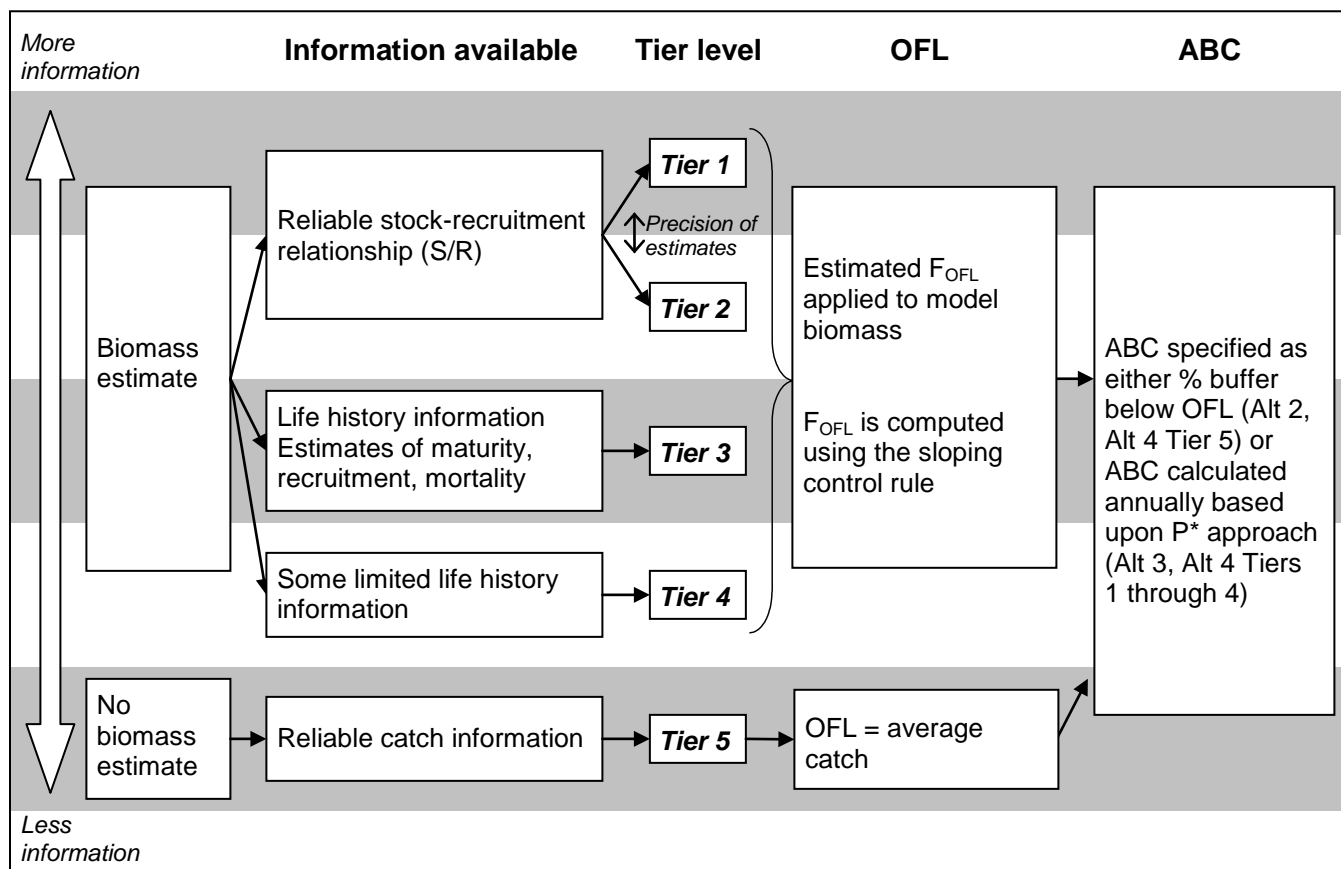 More
information
Information available
Tier level
OFL
ABC
Biomass
estimate
Reliable stock-recruitment
relationship (S/R)
Tier 1
Precision of
estimates
Tier 2
Life history information
Estimates of maturity,
recruitment, mortality
Tier 3
Some limited life history
information
Tier 4
Estimated FOFL
applied to model
biomass
FOFL is computed
using the sloping
control rule
ABC specified as
either % buffer
below OFL (Alt 2,
Alt 4 Tier 5) or
ABC calculated
annually based
upon P* approach
(Alt 3, Alt 4 Tiers
1 through 4)
No
biomass
estimate
Reliable catch information
Tier 5
OFL = average
catch
Less
information